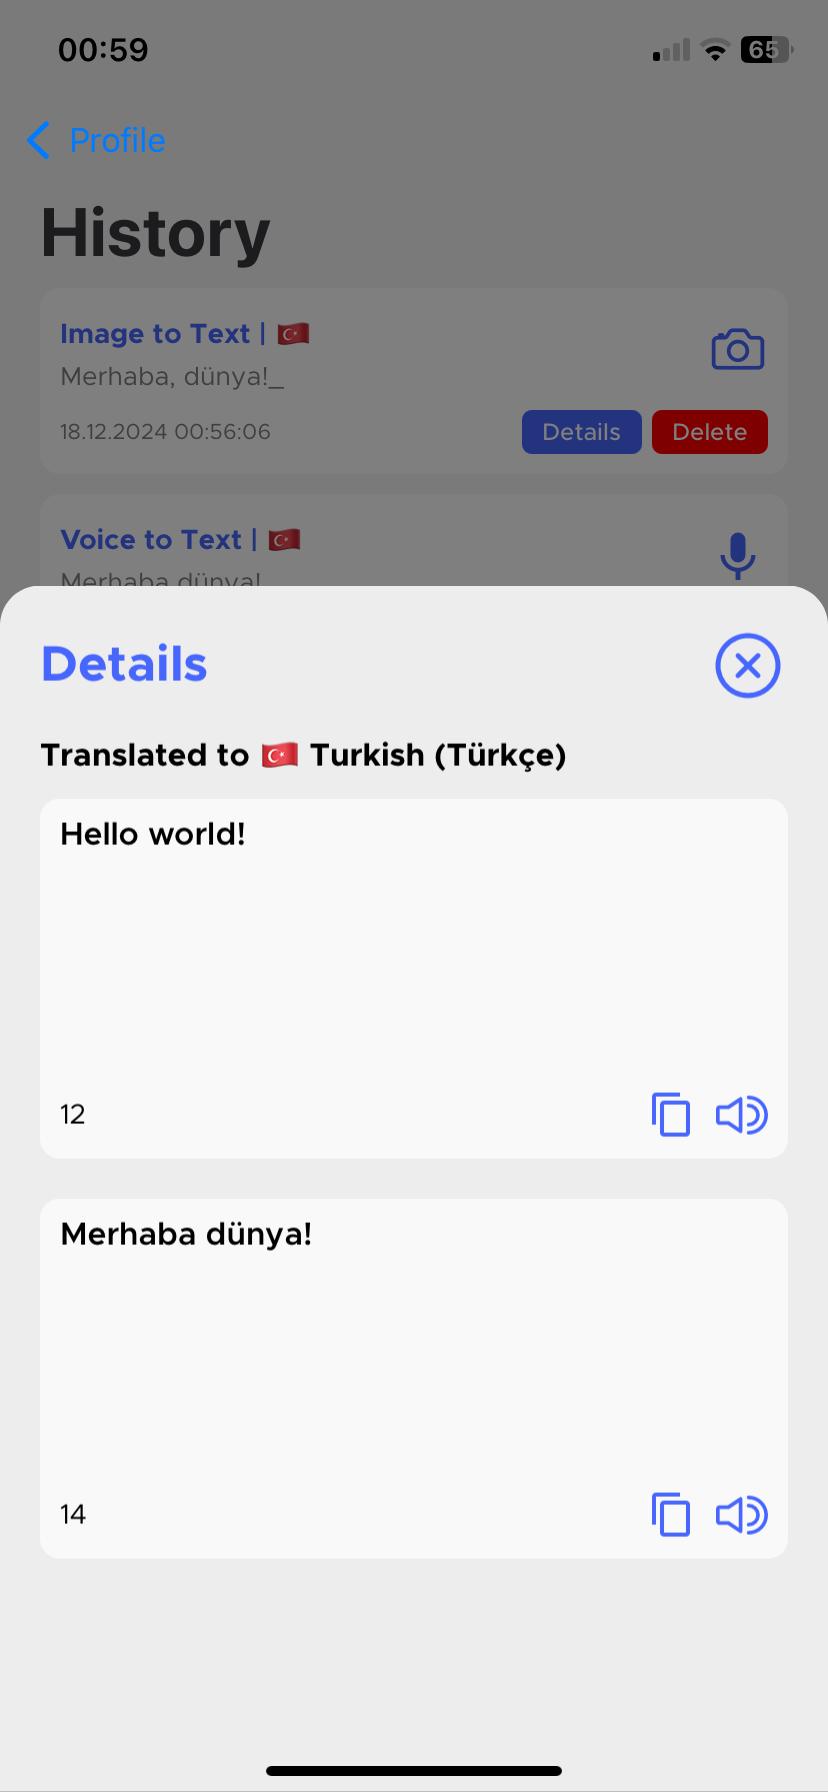 00:59
65
Profile
History
Image to Text | 🇹🇷
Merhaba, dünya!_
18.12.2024 00:56:06
Details
Delete
Voice to Text | 🇹🇷
Merhaba dünya!
Details
Translated to 🇹🇷 Turkish (Türkçe)
Hello world!
12
Merhaba dünya!
14